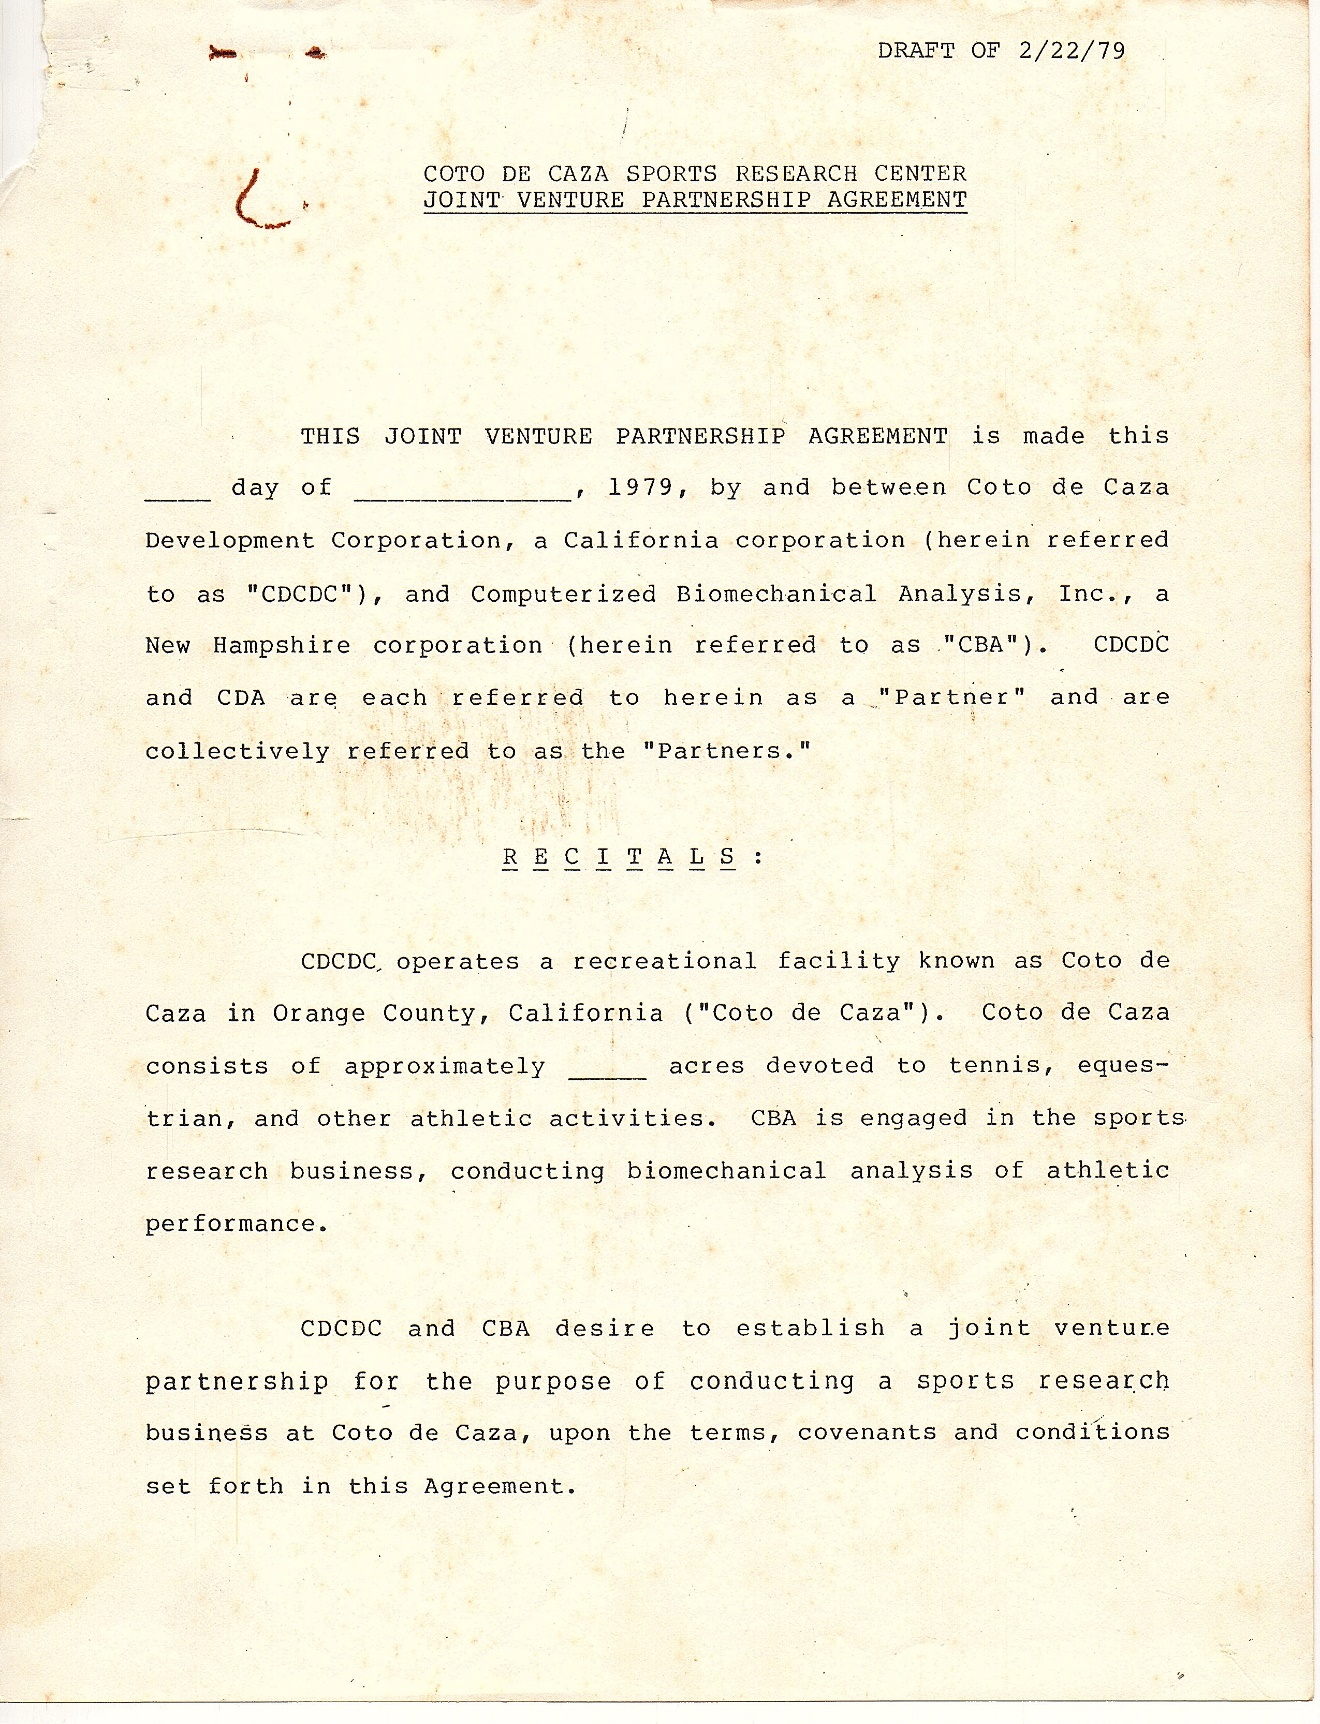 DRAFT OF 2/22/79
COTO DE CAZA SPORTS RESEARCH CENTER
JOINT VENTURE PARTNERSHIP AGREEMENT
THIS JOINT VENTURE PARTNERSHIP AGREEMENT is made this
____ day of _____________, 1979, by and between Coto de Caza
Development Corporation, a California corporation (herein referred
to as "CDCDC"), and Computerized Biomechanical Analysis, Inc., a
New Hampshire corporation (herein referred to as "CBA"). CDCDC
and CDA are each referred to herein as a "Partner" and are
collectively referred to as the "Partners."
R E C I T A L S :
CDCDC operates a recreational facility known as Coto de
Caza in Orange County, California ("Coto de Caza"). Coto de Caza
consists of approximately _____ acres devoted to tennis, eques-
trian, and other athletic activities. CBA is engaged in the sports
research business, conducting biomechanical analysis of athletic
performance.
CDCDC and CBA desire to establish a joint venture
partnership for the purpose of conducting a sports research
business at Coto de Caza, upon the terms, covenants and conditions
set forth in this Agreement.